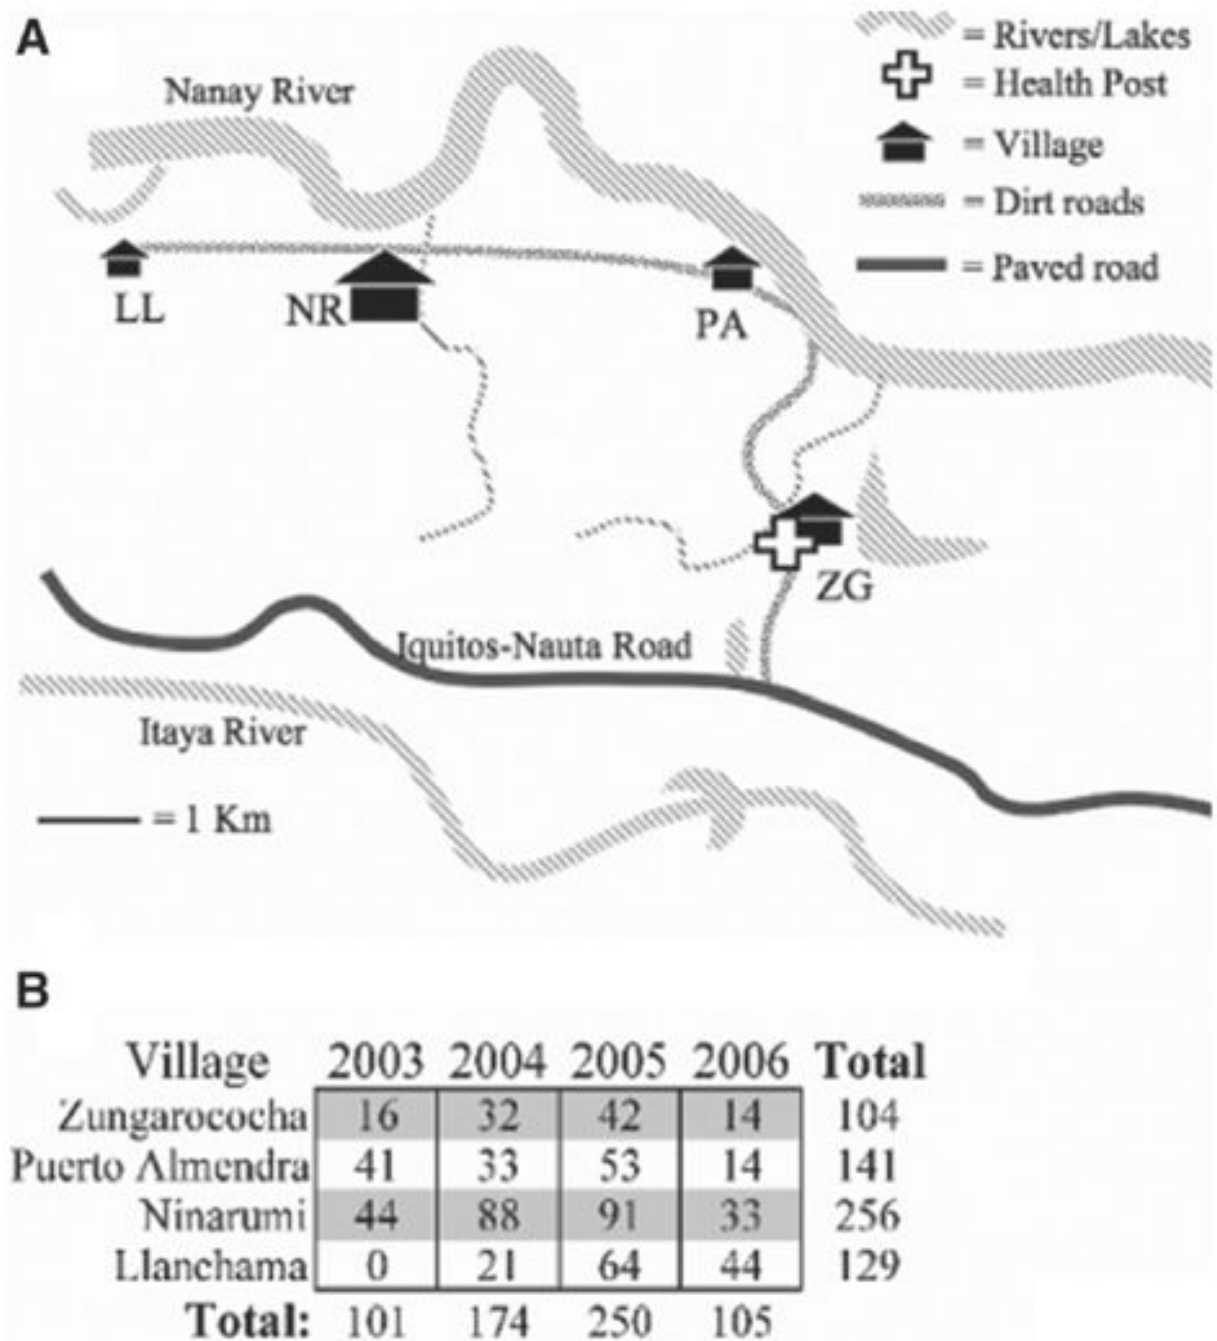 A
= Rivers/Lakes
Nanay River
= Health Post
= Village
= Dirt roads
= Paved road
LL
NR
PA
ZG
Iquitos-Nauta Road
Itaya River
= 1 Km
B
Village 2003 2004 2005 2006 Total
Zungarococha 16 32 42 14 104
Puerto Almendra 41 33 53 14 141
Ninarumi 44 88 91 33 256
Llanchama 0 21 64 44 129
Total: 101 174 250 105